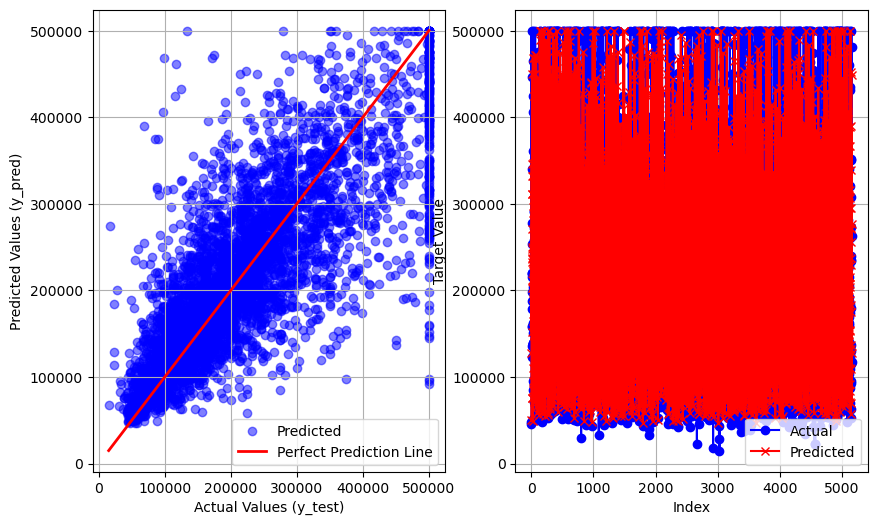 500000
400000
300000
200000
100000
0
Predicted Values (y_pred)
0 100000 200000 300000 400000 500000
Actual Values (y_test)
Predicted
Perfect Prediction Line
500000
400000
300000
200000
100000
0
Target Value
0 1000 2000 3000 4000 5000
Index
Actual
Predicted